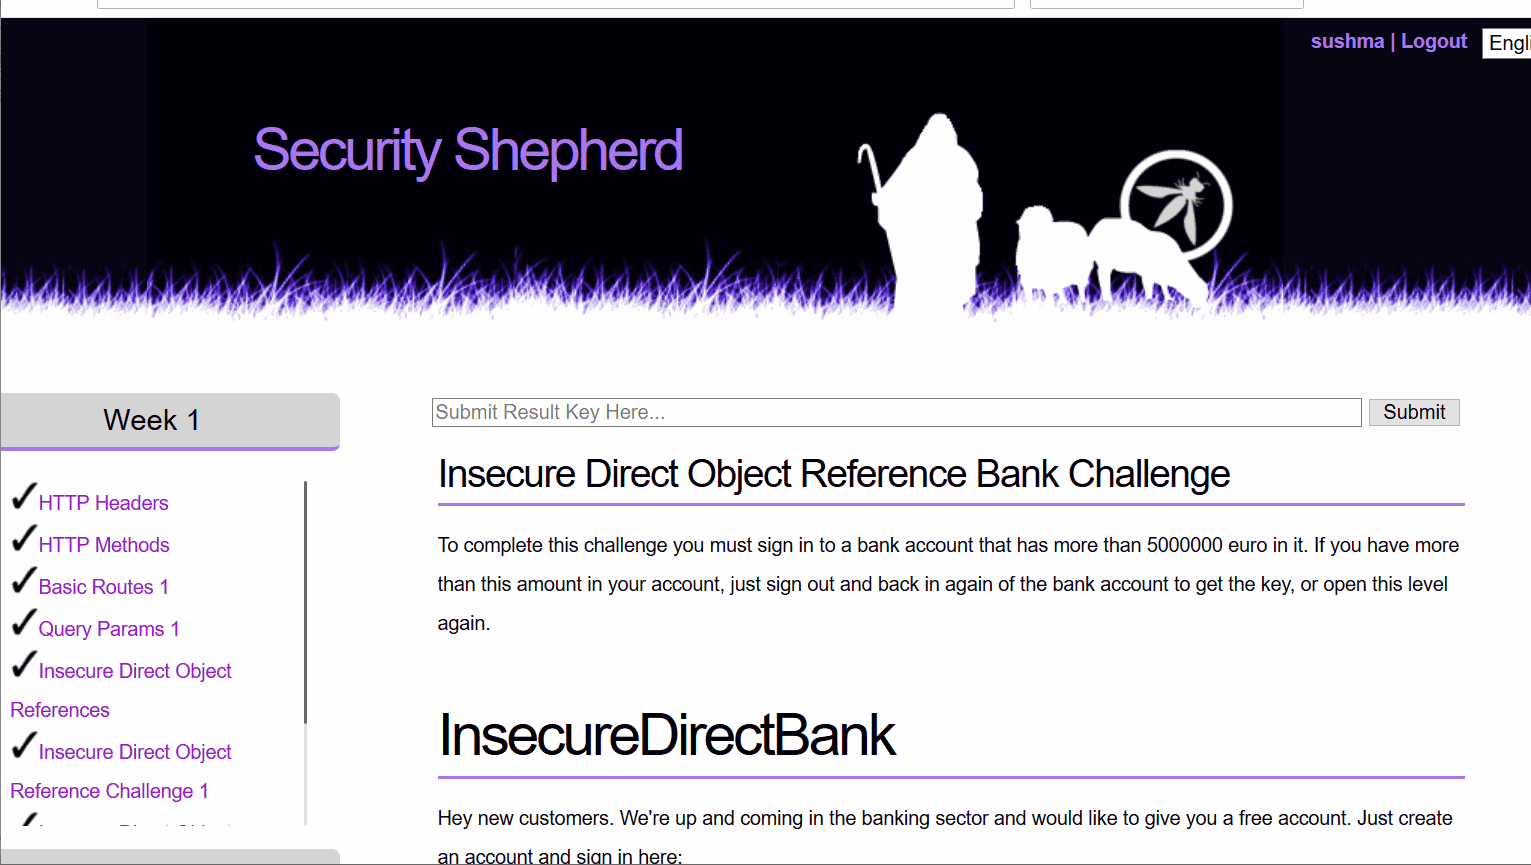 sushma | Logout
Engli
Security Shepherd
Week 1
HTTP Headers
HTTP Methods
Basic Routes 1
Query Params 1
Insecure Direct Object
References
Insecure Direct Object
Reference Challenge 1
Submit Result Key Here...
Submit
Insecure Direct Object Reference Bank Challenge
To complete this challenge you must sign in to a bank account that has more than 5000000 euro in it. If you have more
than this amount in your account, just sign out and back in again of the bank account to get the key, or open this level
again.
InsecureDirectBank
Hey new customers. We're up and coming in the banking sector and would like to give you a free account. Just create
an account and sign in here: